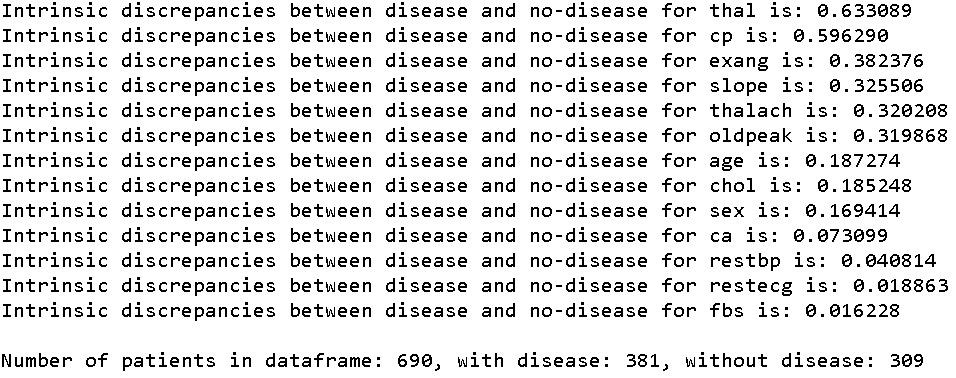 Intrinsic discrepancies between disease and no-disease for thal is: 0.633089
Intrinsic discrepancies between disease and no-disease for cp is: 0.596290
Intrinsic discrepancies between disease and no-disease for exang is: 0.382376
Intrinsic discrepancies between disease and no-disease for slope is: 0.325506
Intrinsic discrepancies between disease and no-disease for thalach is: 0.320208
Intrinsic discrepancies between disease and no-disease for oldpeak is: 0.319868
Intrinsic discrepancies between disease and no-disease for age is: 0.187274
Intrinsic discrepancies between disease and no-disease for chol is: 0.185248
Intrinsic discrepancies between disease and no-disease for sex is: 0.169414
Intrinsic discrepancies between disease and no-disease for ca is: 0.073099
Intrinsic discrepancies between disease and no-disease for restbp is: 0.040814
Intrinsic discrepancies between disease and no-disease for restecg is: 0.018863
Intrinsic discrepancies between disease and no-disease for fbs is: 0.016228
Number of patients in dataframe: 690, with disease: 381, without disease: 309